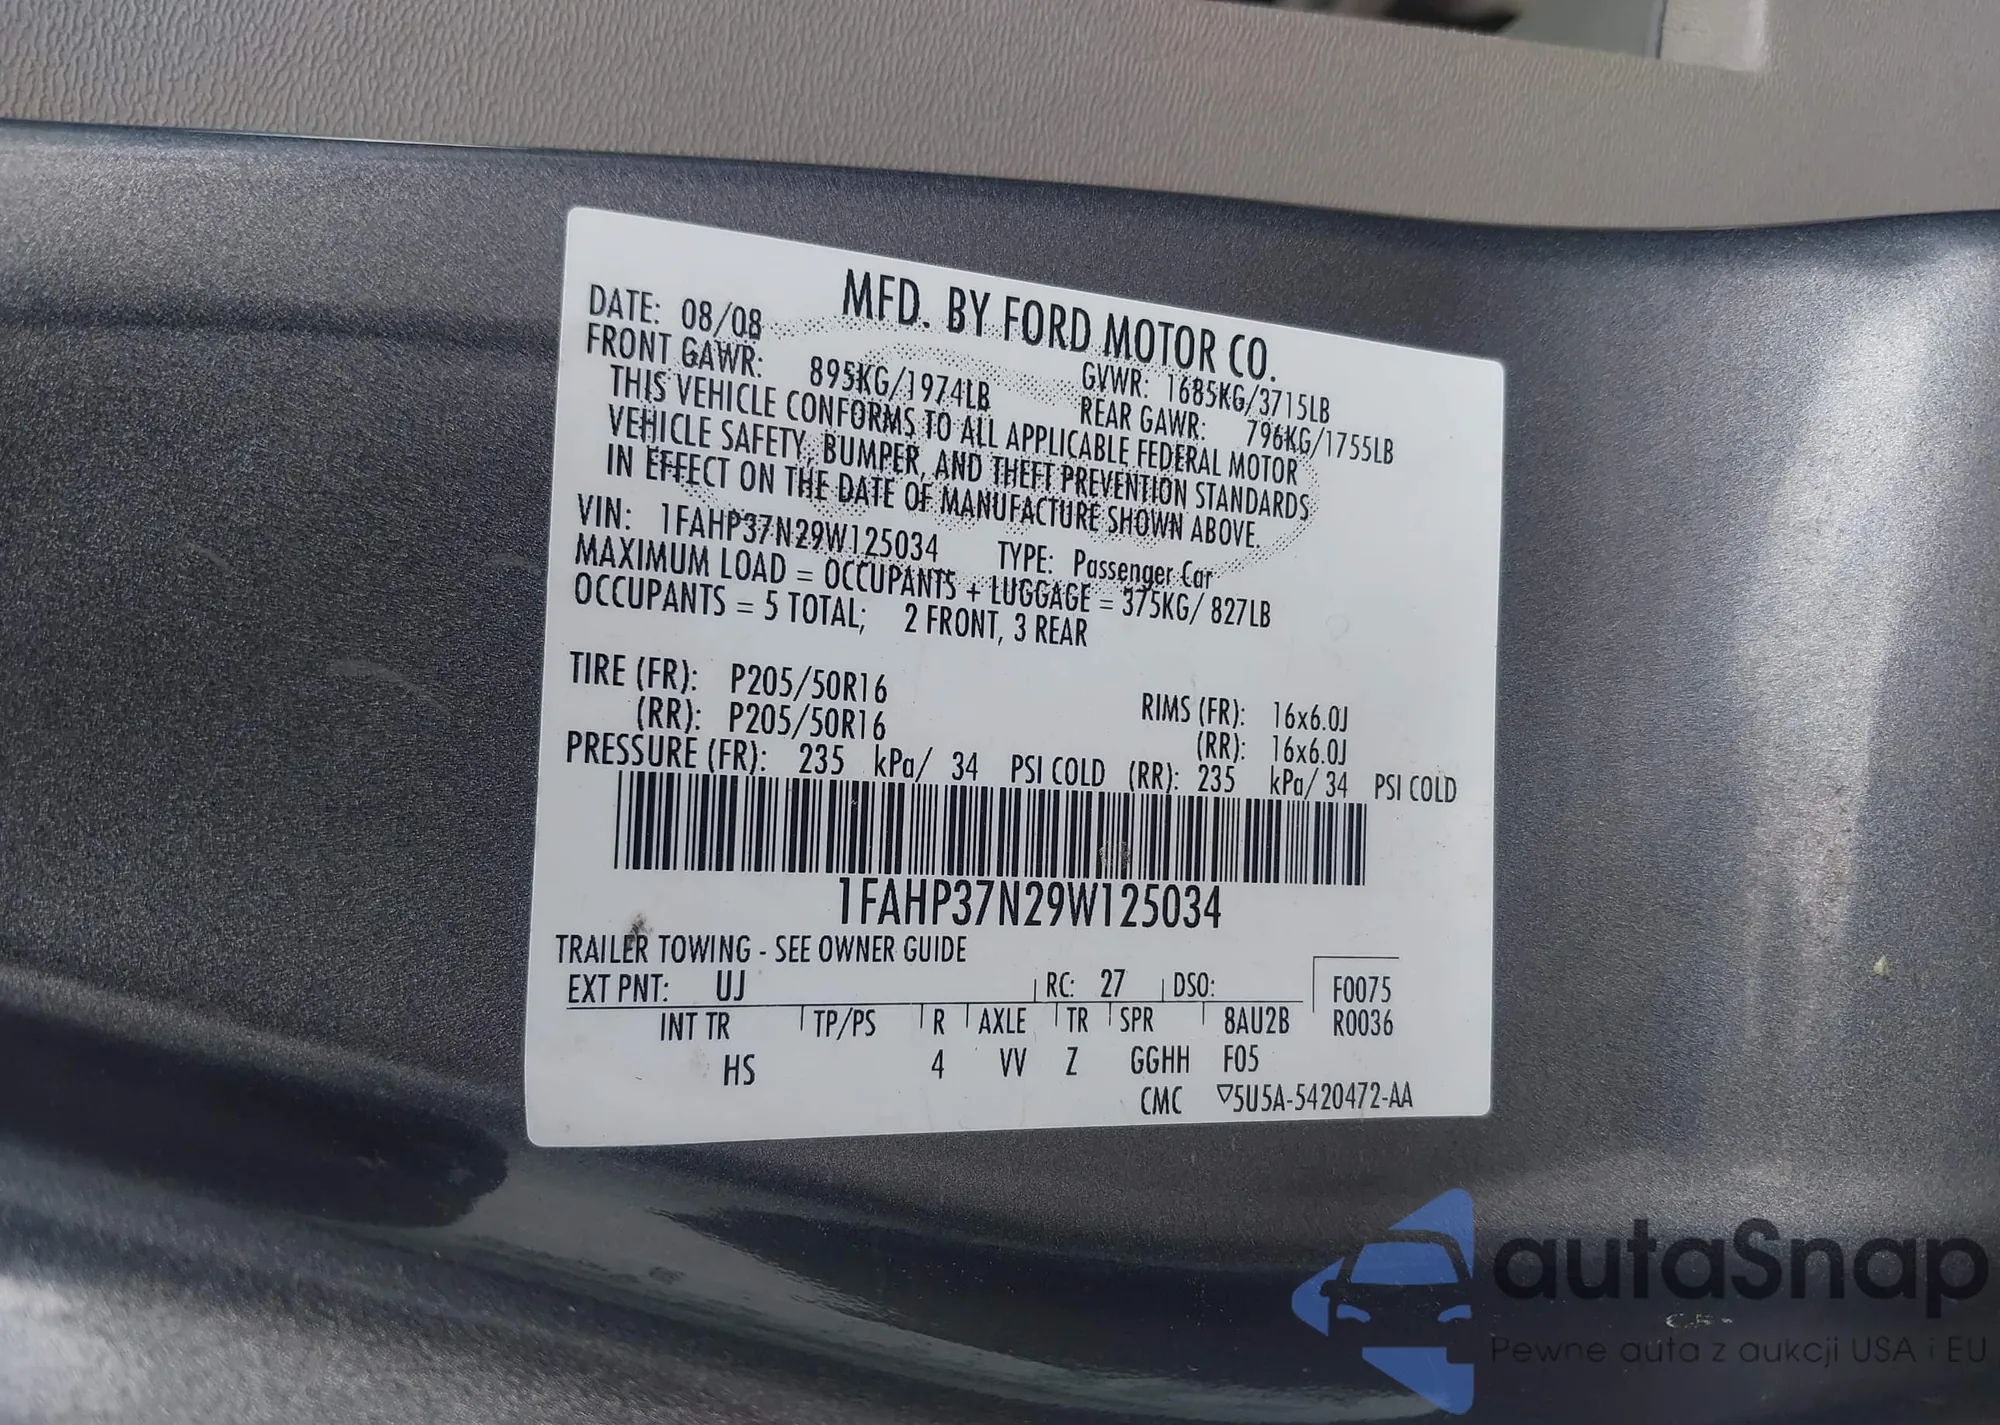 MFD. BY FORD MOTOR CO.
DATE: 08/08 GVWR: 1685KG/3715LB
FRONT GAWR: 895KG/1974LB REAR GAWR: 796KG/1755LB
THIS VEHICLE CONFORMS TO ALL APPLICABLE FEDERAL MOTOR
VEHICLE SAFETY, BUMPER, AND THEFT PREVENTION STANDARDS
IN EFFECT ON THE DATE OF MANUFACTURE SHOWN ABOVE.
VIN: 1FAHP37N29W125034 TYPE: Passenger Car
MAXIMUM LOAD = OCCUPANTS + LUGGAGE = 375KG/ 827LB
OCCUPANTS = 5 TOTAL; 2 FRONT, 3 REAR
TIRE (FR): P205/50R16 RIMS (FR): 16x6.0J
(RR): P205/50R16 (RR): 16x6.0J
PRESSURE (FR): 235 kPa/ 34 PSI COLD (RR): 235 kPa/ 34 PSI COLD
1FAHP37N29W125034
TRAILER TOWING - SEE OWNER GUIDE
EXT PNT: UJ RC: 27 DSO: F0075
INT TR TP/PS R AXLE TR SPR 8AU2B R0036
HS 4 VV Z GGHH F05
CMC ▽5U5A-5420472-AA
autaSnap
Pewne auta z aukcji USA i EU